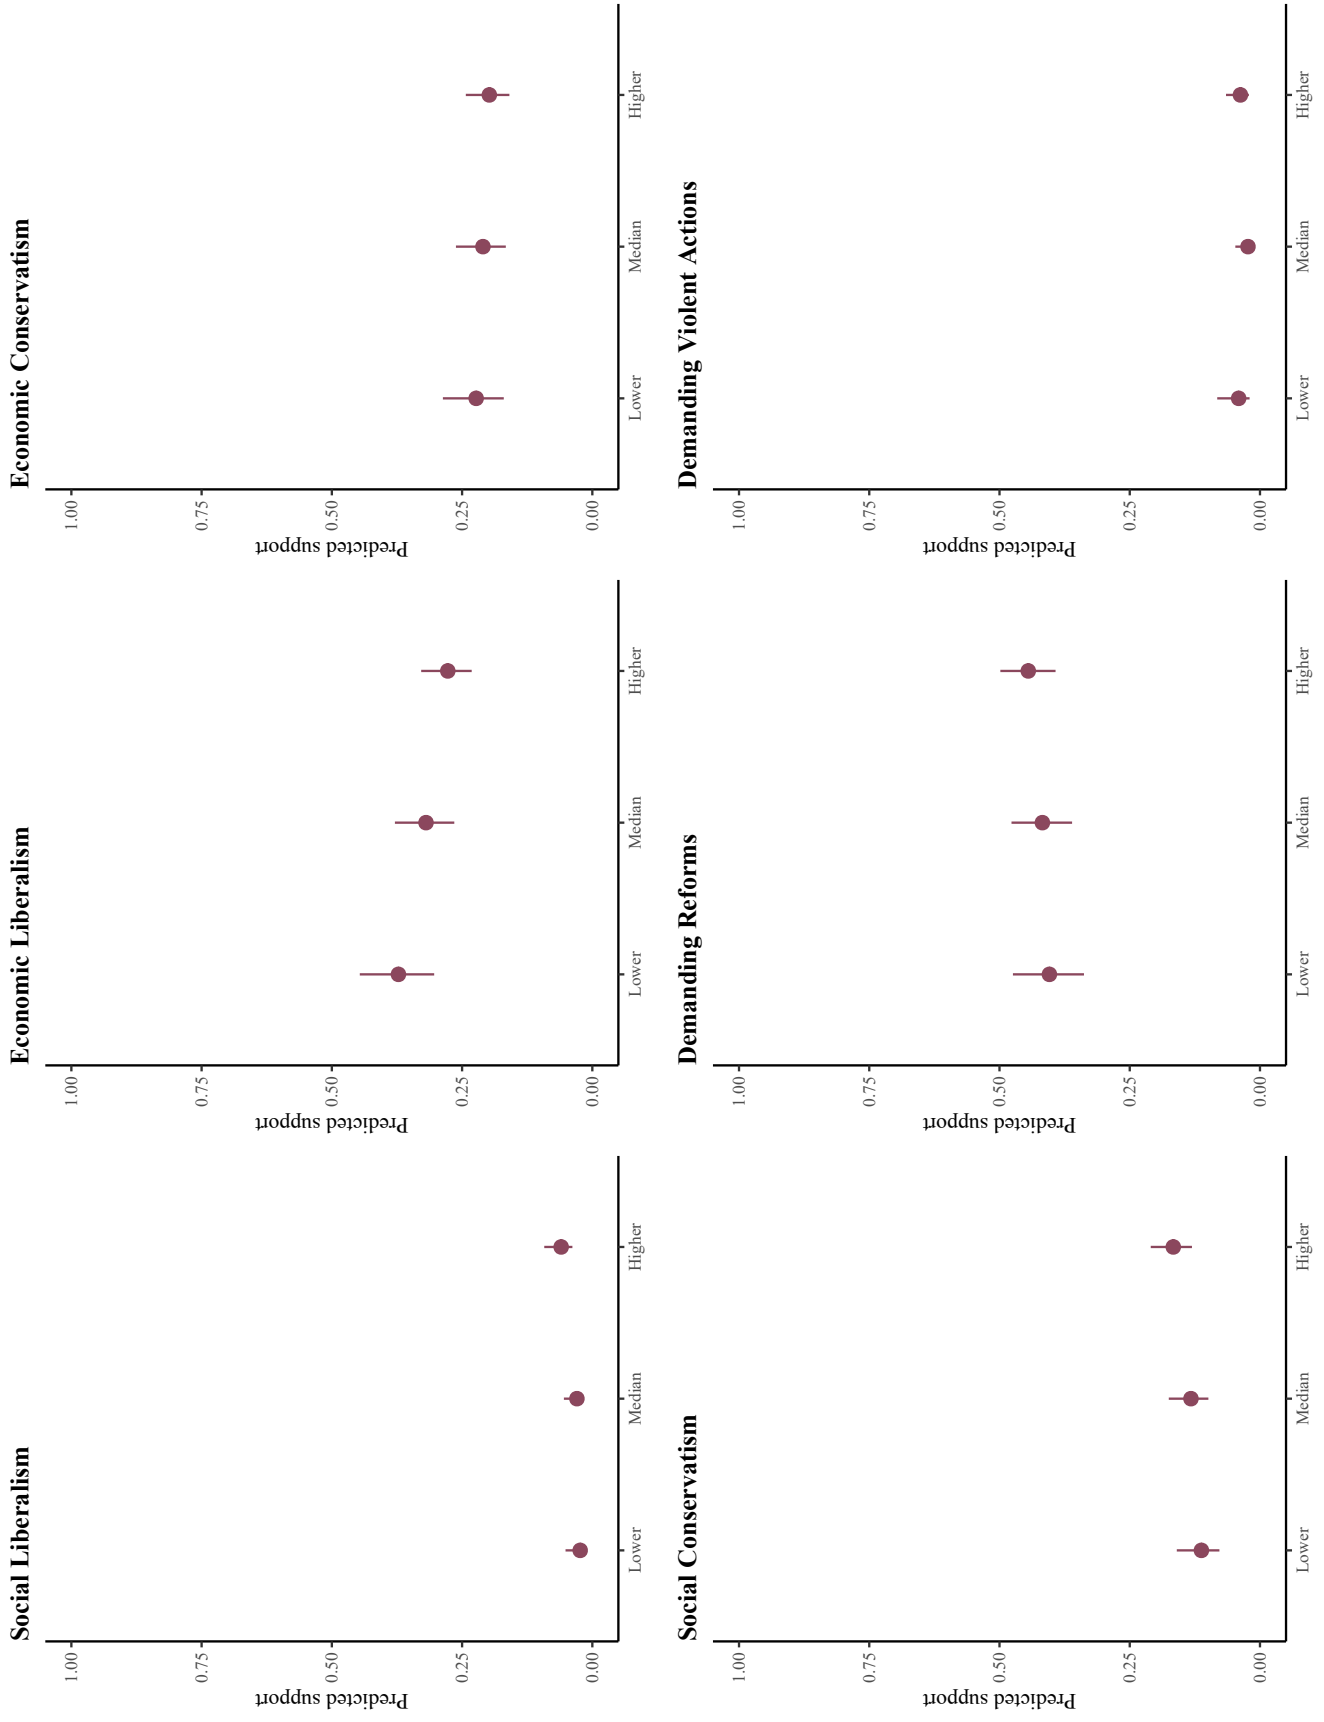 Social Liberalism
Predicted support
1.00
0.75
0.50
0.25
0.00
Lower Median Higher
Economic Liberalism
Predicted support
1.00
0.75
0.50
0.25
0.00
Lower Median Higher
Economic Conservatism
Predicted support
1.00
0.75
0.50
0.25
0.00
Lower Median Higher
Social Conservatism
Predicted support
1.00
0.75
0.50
0.25
0.00
Lower Median Higher
Demanding Reforms
Predicted support
1.00
0.75
0.50
0.25
0.00
Lower Median Higher
Demanding Violent Actions
Predicted support
1.00
0.75
0.50
0.25
0.00
Lower Median Higher